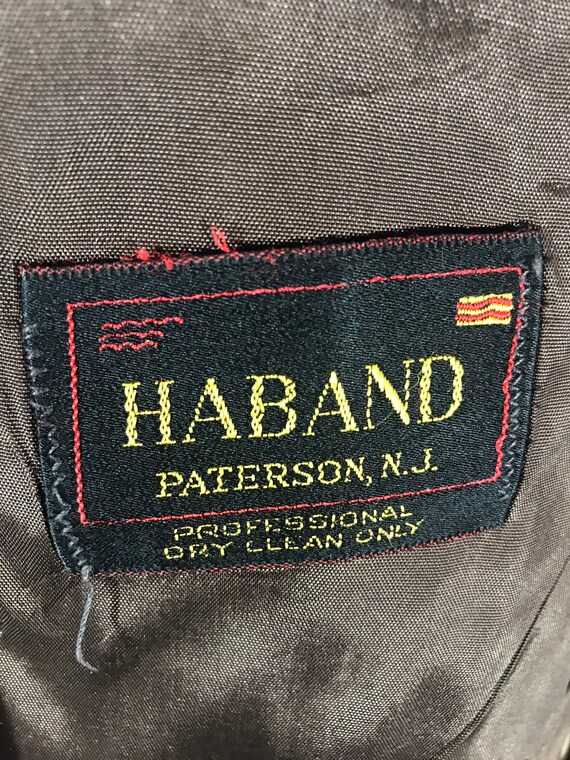 HABAND
PATERSON, N.J.
PROFESSIONAL
DRY CLEAN ONLY